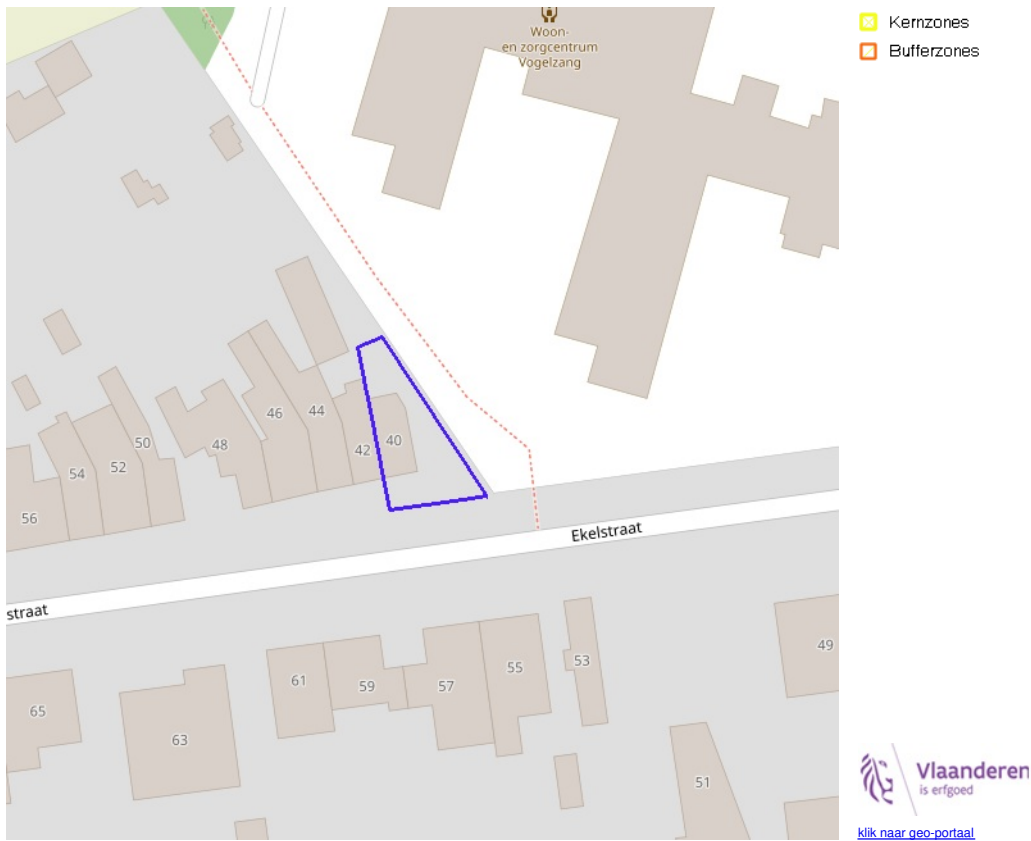 Woon-
en zorgcentrum
Vogelzang
Kernzones
Bufferzones
46
44
40
42
48
50
52
54
56
Ekelstraat
straat
49
53
55
57
59
61
65
63
51
Vlaanderen
is erfgoed
klik naar geo-portaal